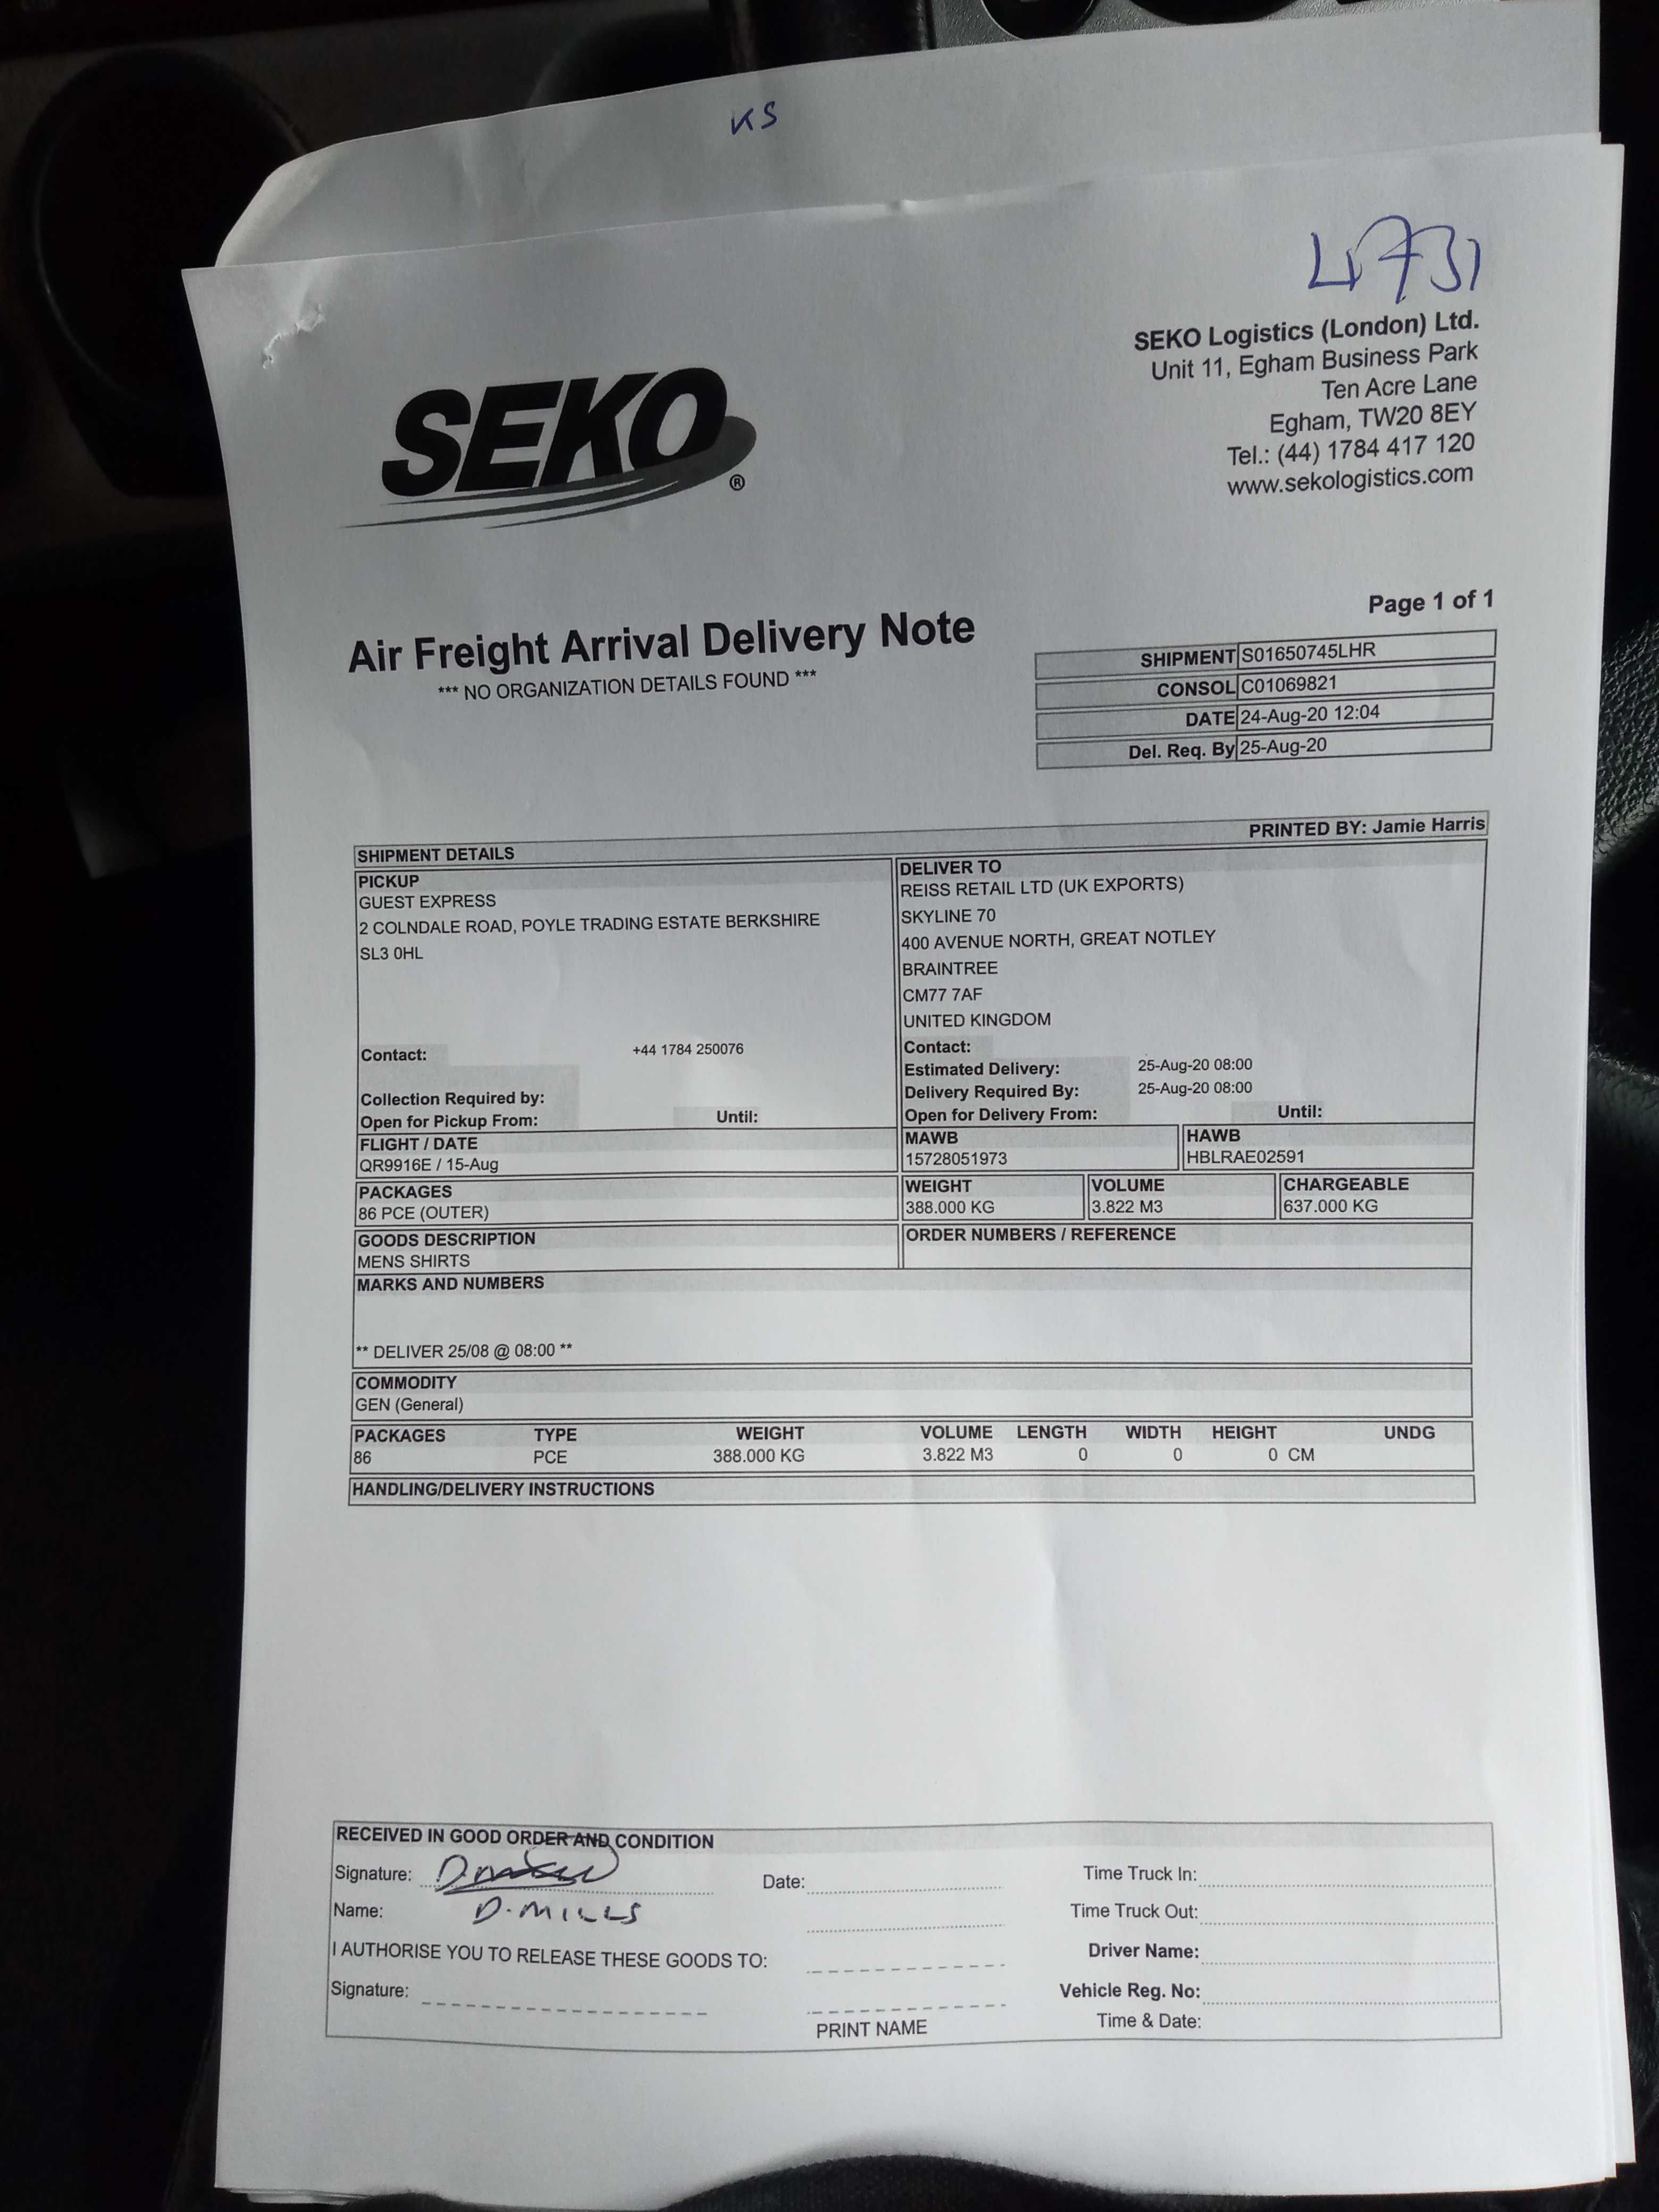 KS
4731
SEKO Logistics (London) Ltd.
Unit 11, Egham Business Park
Ten Acre Lane
Egham, TW20 8EY
Tel.: (44) 1784 417 120
www.sekologistics.com
SEKO®
Page 1 of 1
Air Freight Arrival Delivery Note
*** NO ORGANIZATION DETAILS FOUND ***
SHIPMENT S01650745LHR
CONSOL C01069821
DATE 24-Aug-20 12:04
Del. Req. By 25-Aug-20
SHIPMENT DETAILS PRINTED BY: Jamie Harris
PICKUP
GUEST EXPRESS
2 COLNDALE ROAD, POYLE TRADING ESTATE BERKSHIRE
SL3 0HL
Contact: +44 1784 250076
Collection Required by:
Open for Pickup From: Until:
DELIVER TO
REISS RETAIL LTD (UK EXPORTS)
SKYLINE 70
400 AVENUE NORTH, GREAT NOTLEY
BRAINTREE
CM77 7AF
UNITED KINGDOM
Contact:
Estimated Delivery: 25-Aug-20 08:00
Delivery Required By: 25-Aug-20 08:00
Open for Delivery From: Until:
FLIGHT / DATE MAWB HAWB
QR9916E / 15-Aug 15728051973 HBLRAE02591
PACKAGES WEIGHT VOLUME CHARGEABLE
86 PCE (OUTER) 388.000 KG 3.822 M3 637.000 KG
GOODS DESCRIPTION ORDER NUMBERS / REFERENCE
MENS SHIRTS
MARKS AND NUMBERS
** DELIVER 25/08 @ 08:00 **
COMMODITY
GEN (General)
PACKAGES TYPE WEIGHT VOLUME LENGTH WIDTH HEIGHT UNDG
86 PCE 388.000 KG 3.822 M3 0 0 0 CM
HANDLING/DELIVERY INSTRUCTIONS
RECEIVED IN GOOD ORDER AND CONDITION
Signature: Date: Time Truck In:
Name: D. MILLS Time Truck Out:
I AUTHORISE YOU TO RELEASE THESE GOODS TO: Driver Name:
Signature: Vehicle Reg. No:
PRINT NAME Time & Date: